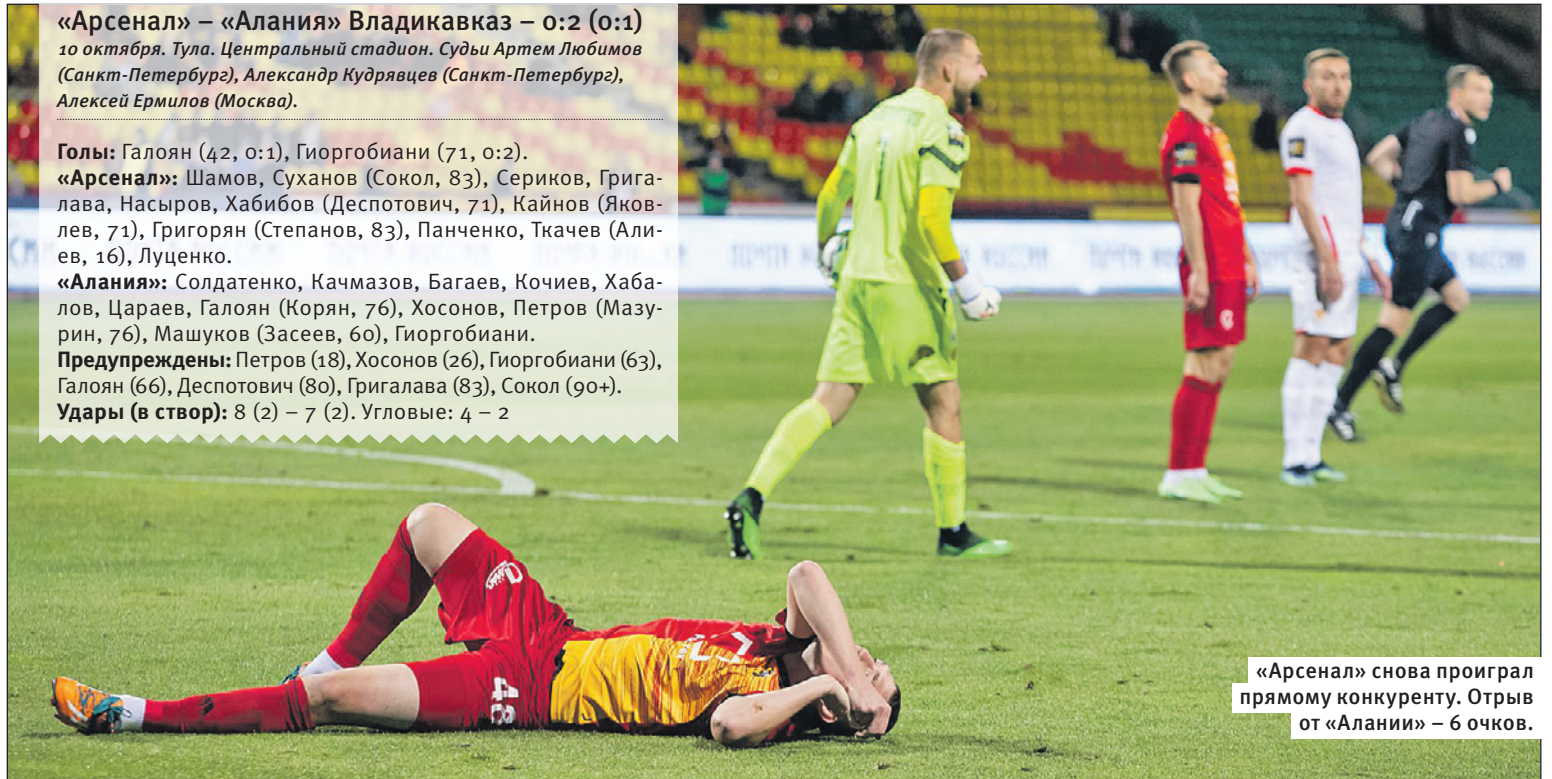 «Арсенал» – «Алания» Владикавказ – 0:2 (0:1)
10 октября. Тула. Центральный стадион. Судьи Артем Любимов
(Санкт-Петербург), Александр Кудрявцев (Санкт-Петербург),
Алексей Ермилов (Москва).
Голы: Галоян (42, 0:1), Гиоргобиани (71, 0:2).
«Арсенал»: Шамов, Суханов (Сокол, 83), Сериков, Грига-
лава, Насыров, Хабибов (Деспотович, 71), Кайнов (Яков-
лев, 71), Григорян (Степанов, 83), Панченко, Ткачев (Али-
ев, 16), Луценко.
«Алания»: Солдатенко, Качмазов, Багаев, Кочиев, Хаба-
лов, Цараев, Галоян (Корян, 76), Хосонов, Петров (Мазу-
рин, 76), Машуков (Засеев, 60), Гиоргобиани.
Предупреждены: Петров (18), Хосонов (26), Гиоргобиани (63),
Галоян (66), Деспотович (80), Григалава (83), Сокол (90+).
Удары (в створ): 8 (2) – 7 (2). Угловые: 4 – 2
1
48
«Арсенал» снова проиграл
прямому конкуренту. Отрыв
от «Алании» – 6 очков.